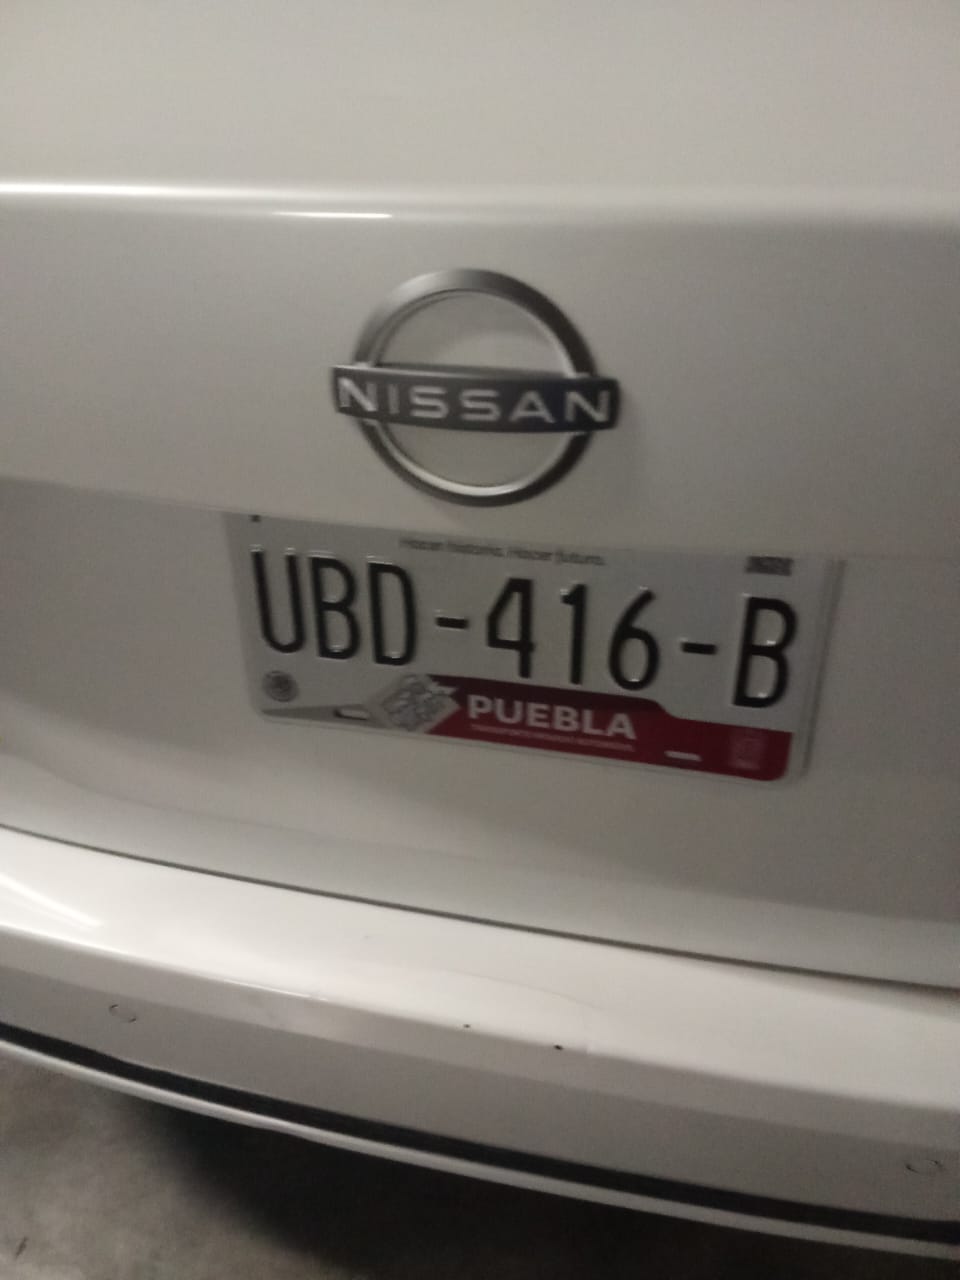 NISSAN
Hacer historia. Hacer futuro.
UBD-416-B
PUEBLA